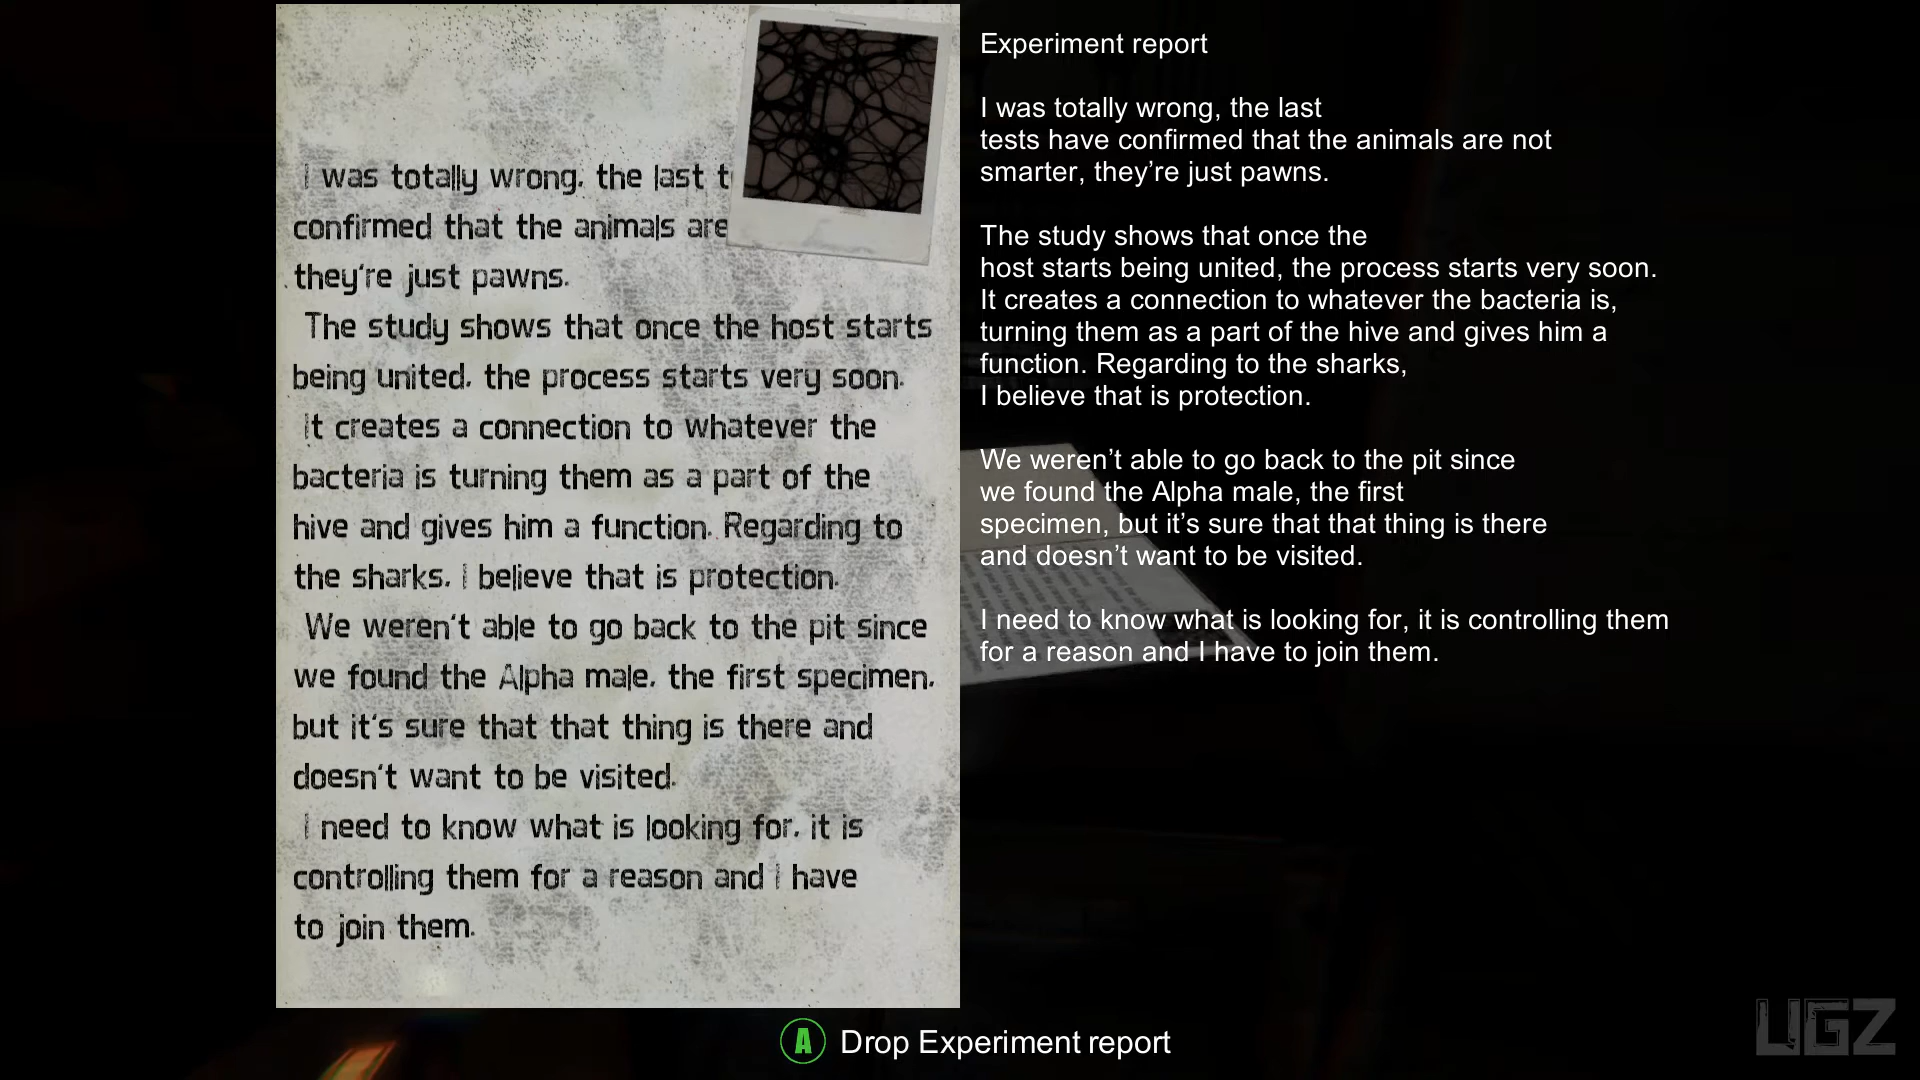 I was totally wrong, the last
confirmed that the animals are
they're just pawns.
The study shows that once the host starts
being united, the process starts very soon.
It creates a connection to whatever the
bacteria is turning them as a part of the
hive and gives him a function. Regarding to
the sharks, I believe that is protection.
We weren't able to go back to the pit since
we found the Alpha male, the first specimen,
but it's sure that that thing is there and
doesn't want to be visited.
I need to know what is looking for, it is
controlling them for a reason and I have
to join them.
Experiment report
I was totally wrong, the last
tests have confirmed that the animals are not
smarter, they’re just pawns.
The study shows that once the
host starts being united, the process starts very soon.
It creates a connection to whatever the bacteria is,
turning them as a part of the hive and gives him a
function. Regarding to the sharks,
I believe that is protection.
We weren’t able to go back to the pit since
we found the Alpha male, the first
specimen, but it’s sure that that thing is there
and doesn’t want to be visited.
I need to know what is looking for, it is controlling them
for a reason and I have to join them.
A Drop Experiment report
UGZ